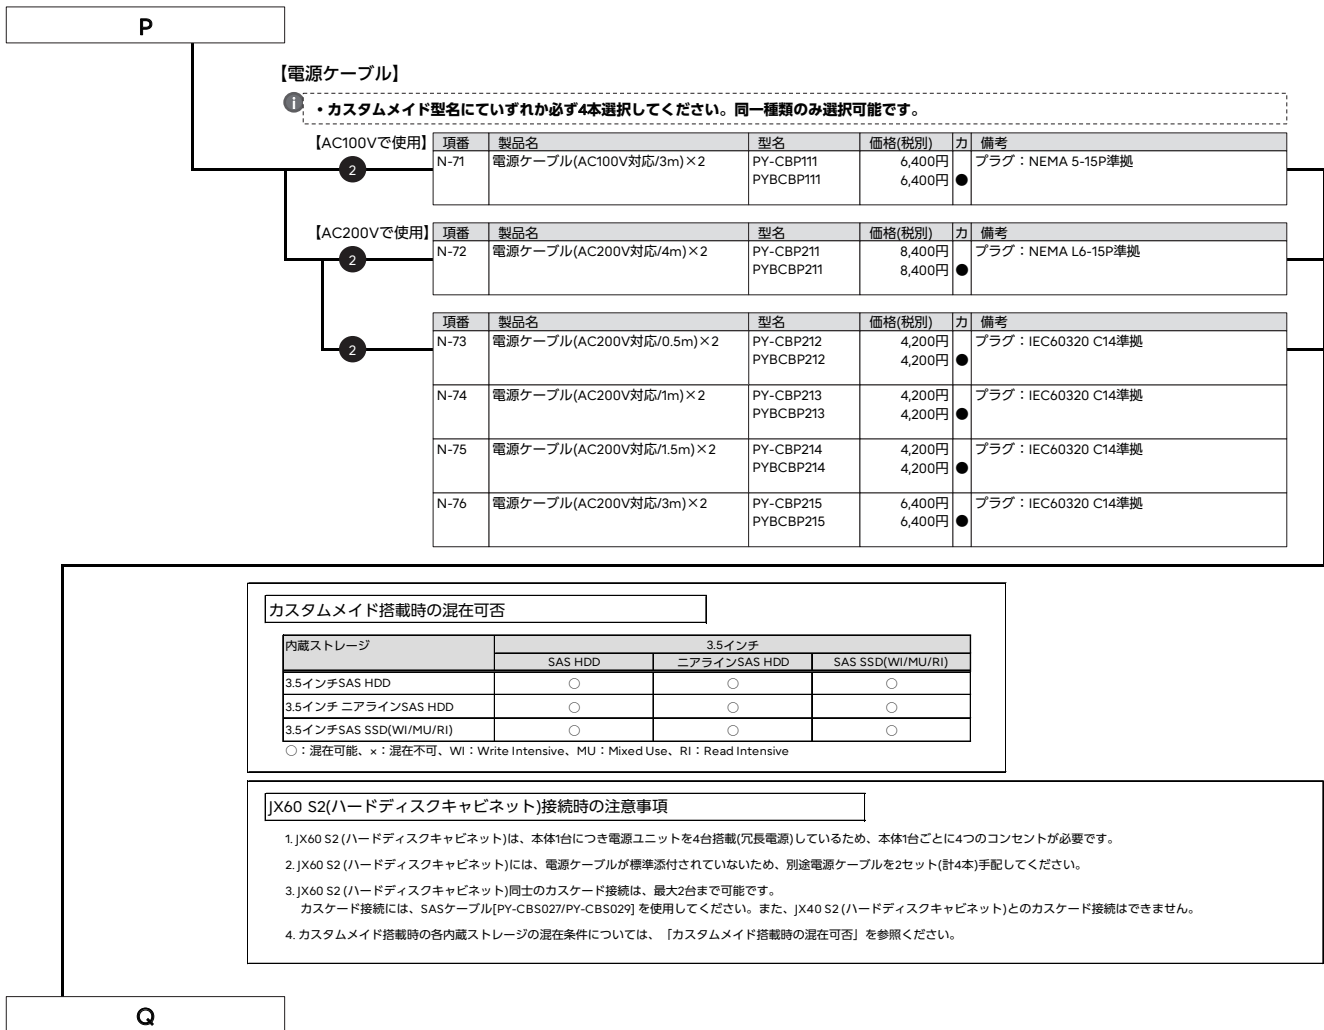 P
【電源ケーブル】
i ・カスタムメイド型名にていずれか必ず4本選択してください。同一種類のみ選択可能です。
【AC100Vで使用】 項番 製品名 型名 価格(税別) カ 備考
2 N-71 電源ケーブル(AC100V対応/3m)×2 PY-CBP111 6,400円 プラグ：NEMA 5-15P準拠
PYBCBP111 6,400円 ●
【AC200Vで使用】 項番 製品名 型名 価格(税別) カ 備考
2 N-72 電源ケーブル(AC200V対応/4m)×2 PY-CBP211 8,400円 プラグ：NEMA L6-15P準拠
PYBCBP211 8,400円 ●
項番 製品名 型名 価格(税別) カ 備考
2 N-73 電源ケーブル(AC200V対応/0.5m)×2 PY-CBP212 4,200円 プラグ：IEC60320 C14準拠
PYBCBP212 4,200円 ●
N-74 電源ケーブル(AC200V対応/1m)×2 PY-CBP213 4,200円 プラグ：IEC60320 C14準拠
PYBCBP213 4,200円 ●
N-75 電源ケーブル(AC200V対応/1.5m)×2 PY-CBP214 4,200円 プラグ：IEC60320 C14準拠
PYBCBP214 4,200円 ●
N-76 電源ケーブル(AC200V対応/3m)×2 PY-CBP215 6,400円 プラグ：IEC60320 C14準拠
PYBCBP215 6,400円 ●
カスタムメイド搭載時の混在可否
内蔵ストレージ 3.5インチ
SAS HDD ニアラインSAS HDD SAS SSD(WI/MU/RI)
3.5インチSAS HDD ○ ○ ○
3.5インチ ニアラインSAS HDD ○ ○ ○
3.5インチSAS SSD(WI/MU/RI) ○ ○ ○
○：混在可能、×：混在不可、WI：Write Intensive、MU：Mixed Use、RI：Read Intensive
JX60 S2(ハードディスクキャビネット)接続時の注意事項
1. JX60 S2 (ハードディスクキャビネット)は、本体1台につき電源ユニットを4台搭載(冗長電源)しているため、本体1台ごとに4つのコンセントが必要です。
2. JX60 S2 (ハードディスクキャビネット)には、電源ケーブルが標準添付されていないため、別途電源ケーブルを2セット(計4本)手配してください。
3. JX60 S2 (ハードディスクキャビネット)同士のカスケード接続は、最大2台まで可能です。
カスケード接続には、SASケーブル[PY-CBS027/PY-CBS029] を使用してください。また、JX40 S2 (ハードディスクキャビネット)とのカスケード接続はできません。
4. カスタムメイド搭載時の各内蔵ストレージの混在条件については、「カスタムメイド搭載時の混在可否」を参照ください。
Q